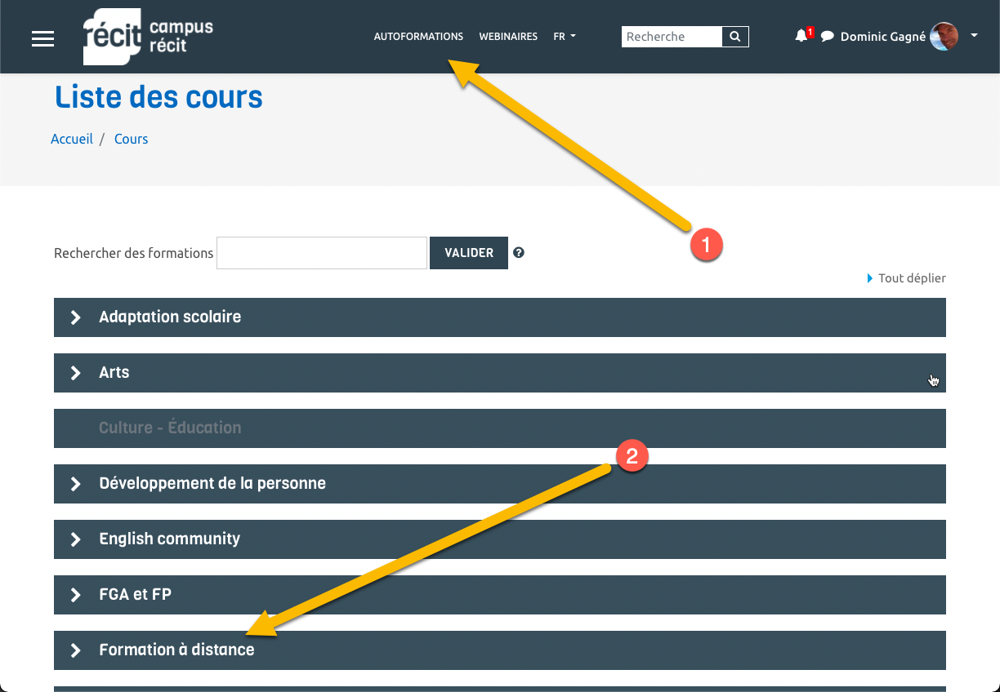 récit campus
récit
AUTOFORMATIONS WEBINAIRES FR Recherche 1 Dominic Gagné
Liste des cours
Accueil / Cours
1
Rechercher des formations VALIDER ?
Tout déplier
Adaptation scolaire
Arts
Culture - Éducation
2
Développement de la personne
English community
FGA et FP
Formation à distance